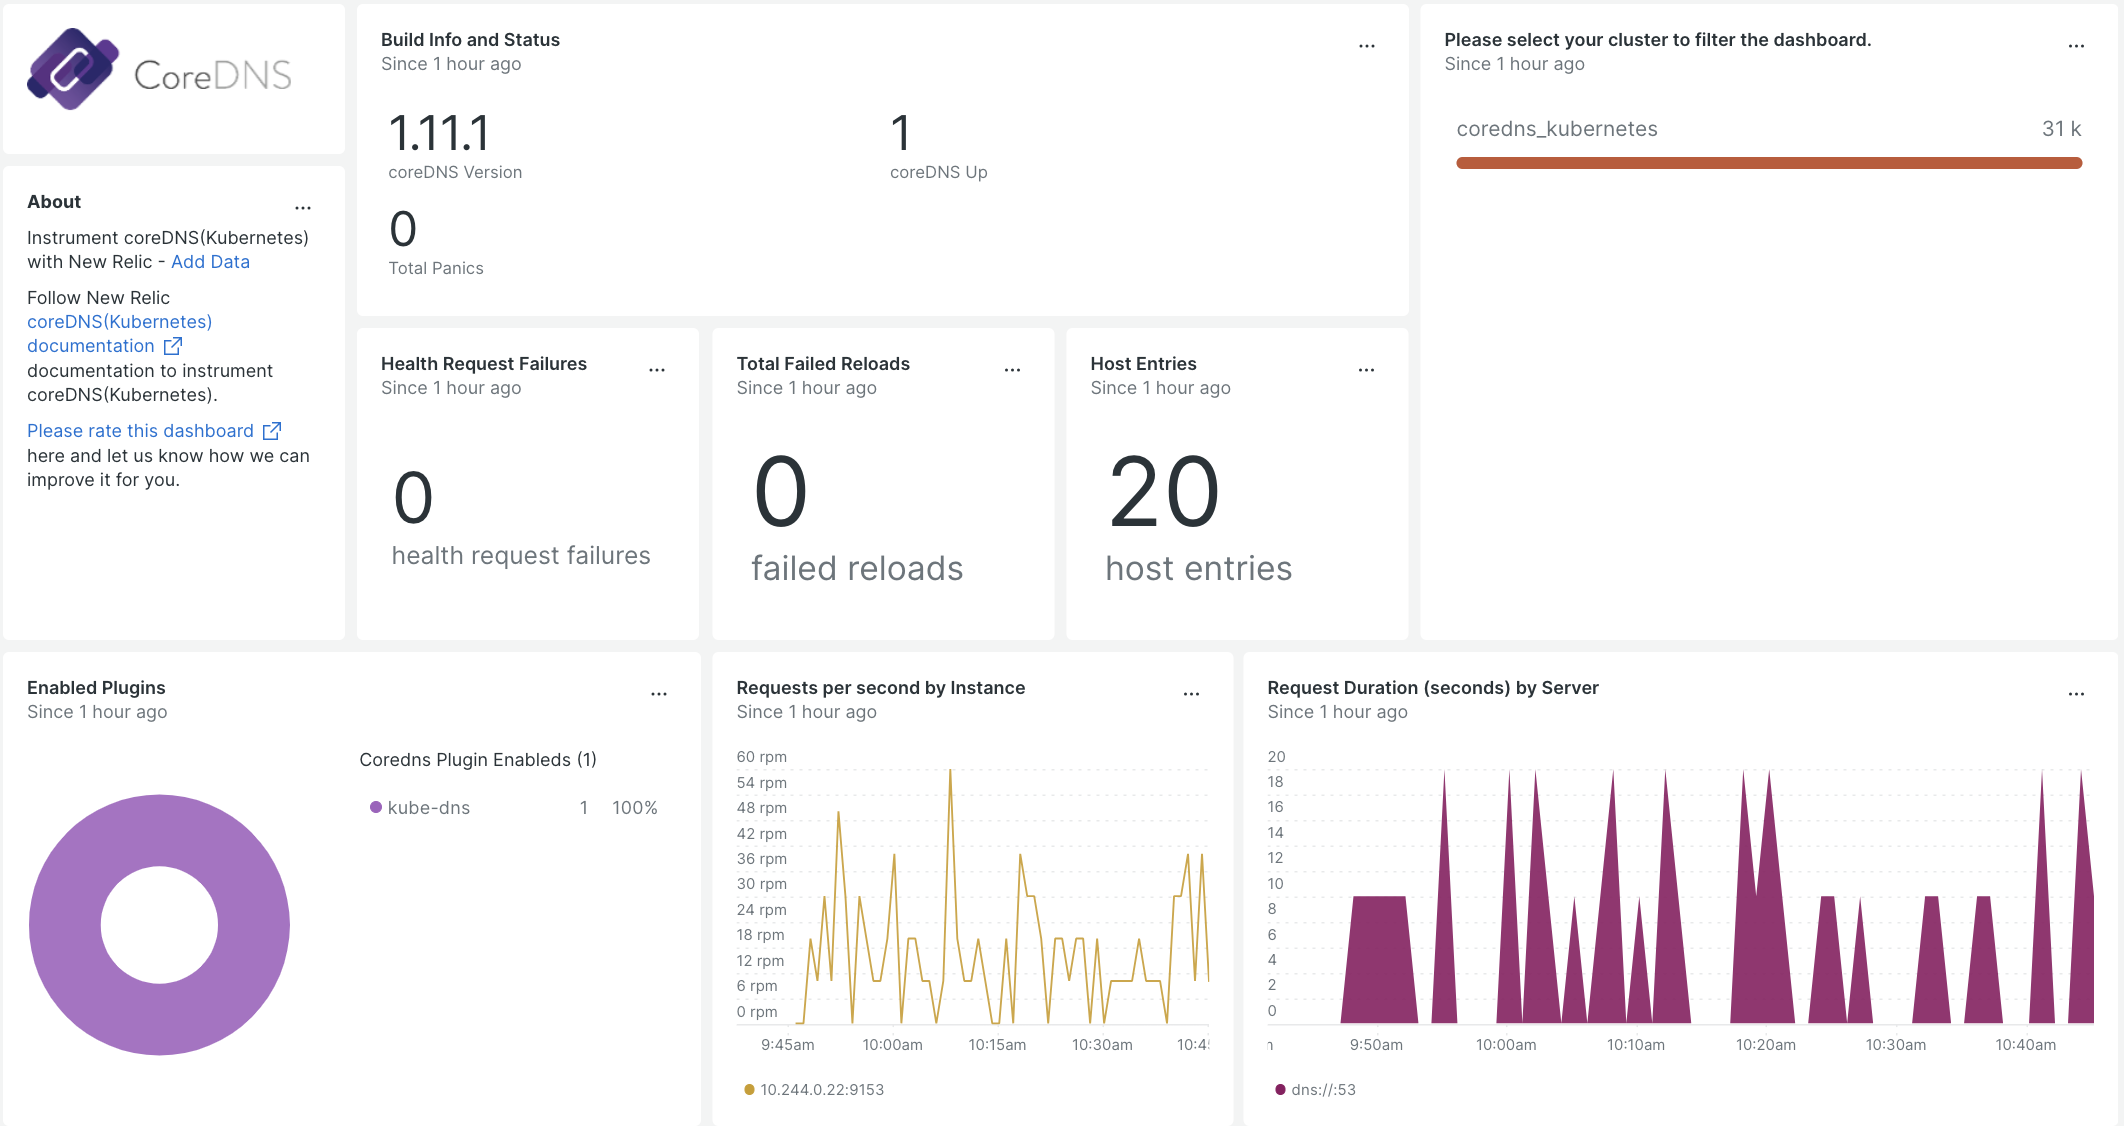 CoreDNS
About
...
Instrument coreDNS(Kubernetes)
with New Relic - Add Data
Follow New Relic
coreDNS(Kubernetes)
documentation
documentation to instrument
coreDNS(Kubernetes).
Please rate this dashboard
here and let us know how we can
improve it for you.
Build Info and Status
...
Since 1 hour ago
1.11.1
coreDNS Version
1
coreDNS Up
0
Total Panics
Please select your cluster to filter the dashboard.
...
Since 1 hour ago
coredns_kubernetes 31 k
Health Request Failures
...
Since 1 hour ago
0
health request failures
Total Failed Reloads
...
Since 1 hour ago
0
failed reloads
Host Entries
...
Since 1 hour ago
20
host entries
Enabled Plugins
...
Since 1 hour ago
Coredns Plugin Enableds (1)
kube-dns 1 100%
Requests per second by Instance
...
Since 1 hour ago
60 rpm
54 rpm
48 rpm
42 rpm
36 rpm
30 rpm
24 rpm
18 rpm
12 rpm
6 rpm
0 rpm
9:45am 10:00am 10:15am 10:30am
10.244.0.22:9153
Request Duration (seconds) by Server
...
Since 1 hour ago
20
18
16
14
12
10
8
6
4
2
0
9:50am 10:00am 10:10am 10:20am 10:30am 10:40am
dns://:53